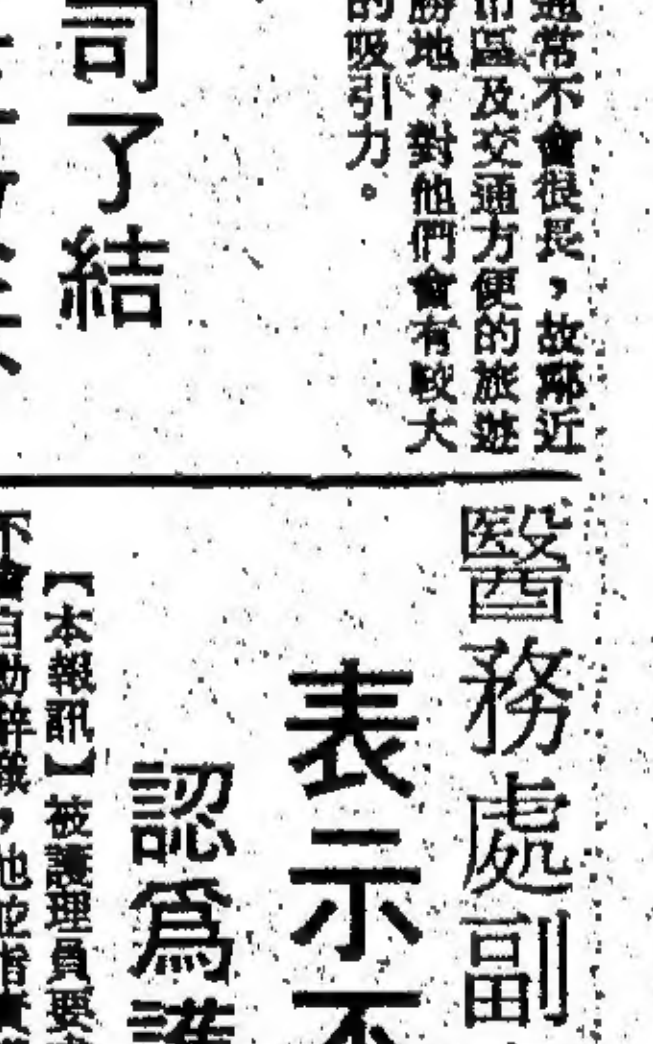 通常不會很長，故鄰近
市區及交通方便的旅遊
勝地，對他們會有較大
的吸引力。
司了結
醫務處副
表示不
認爲護
【本報訊】被護理員要
不會自動辭職，他並指責